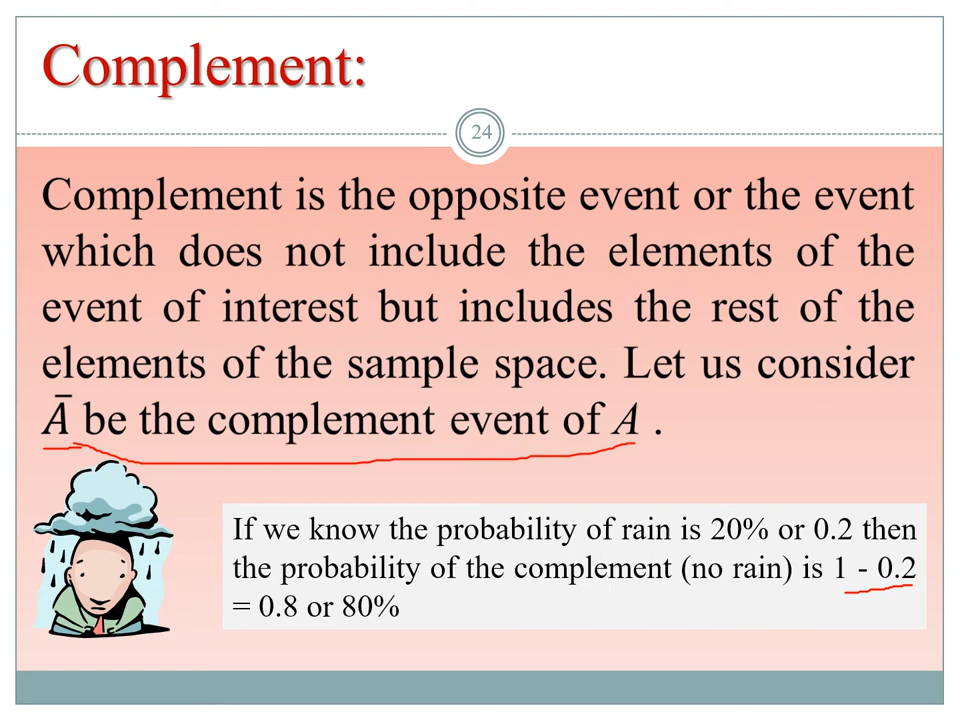 Complement:
24
Complement is the opposite event or the event
which does not include the elements of the
event of interest but includes the rest of the
elements of the sample space. Let us consider
Ā be the complement event of A .
If we know the probability of rain is 20% or 0.2 then
the probability of the complement (no rain) is 1 - 0.2
= 0.8 or 80%